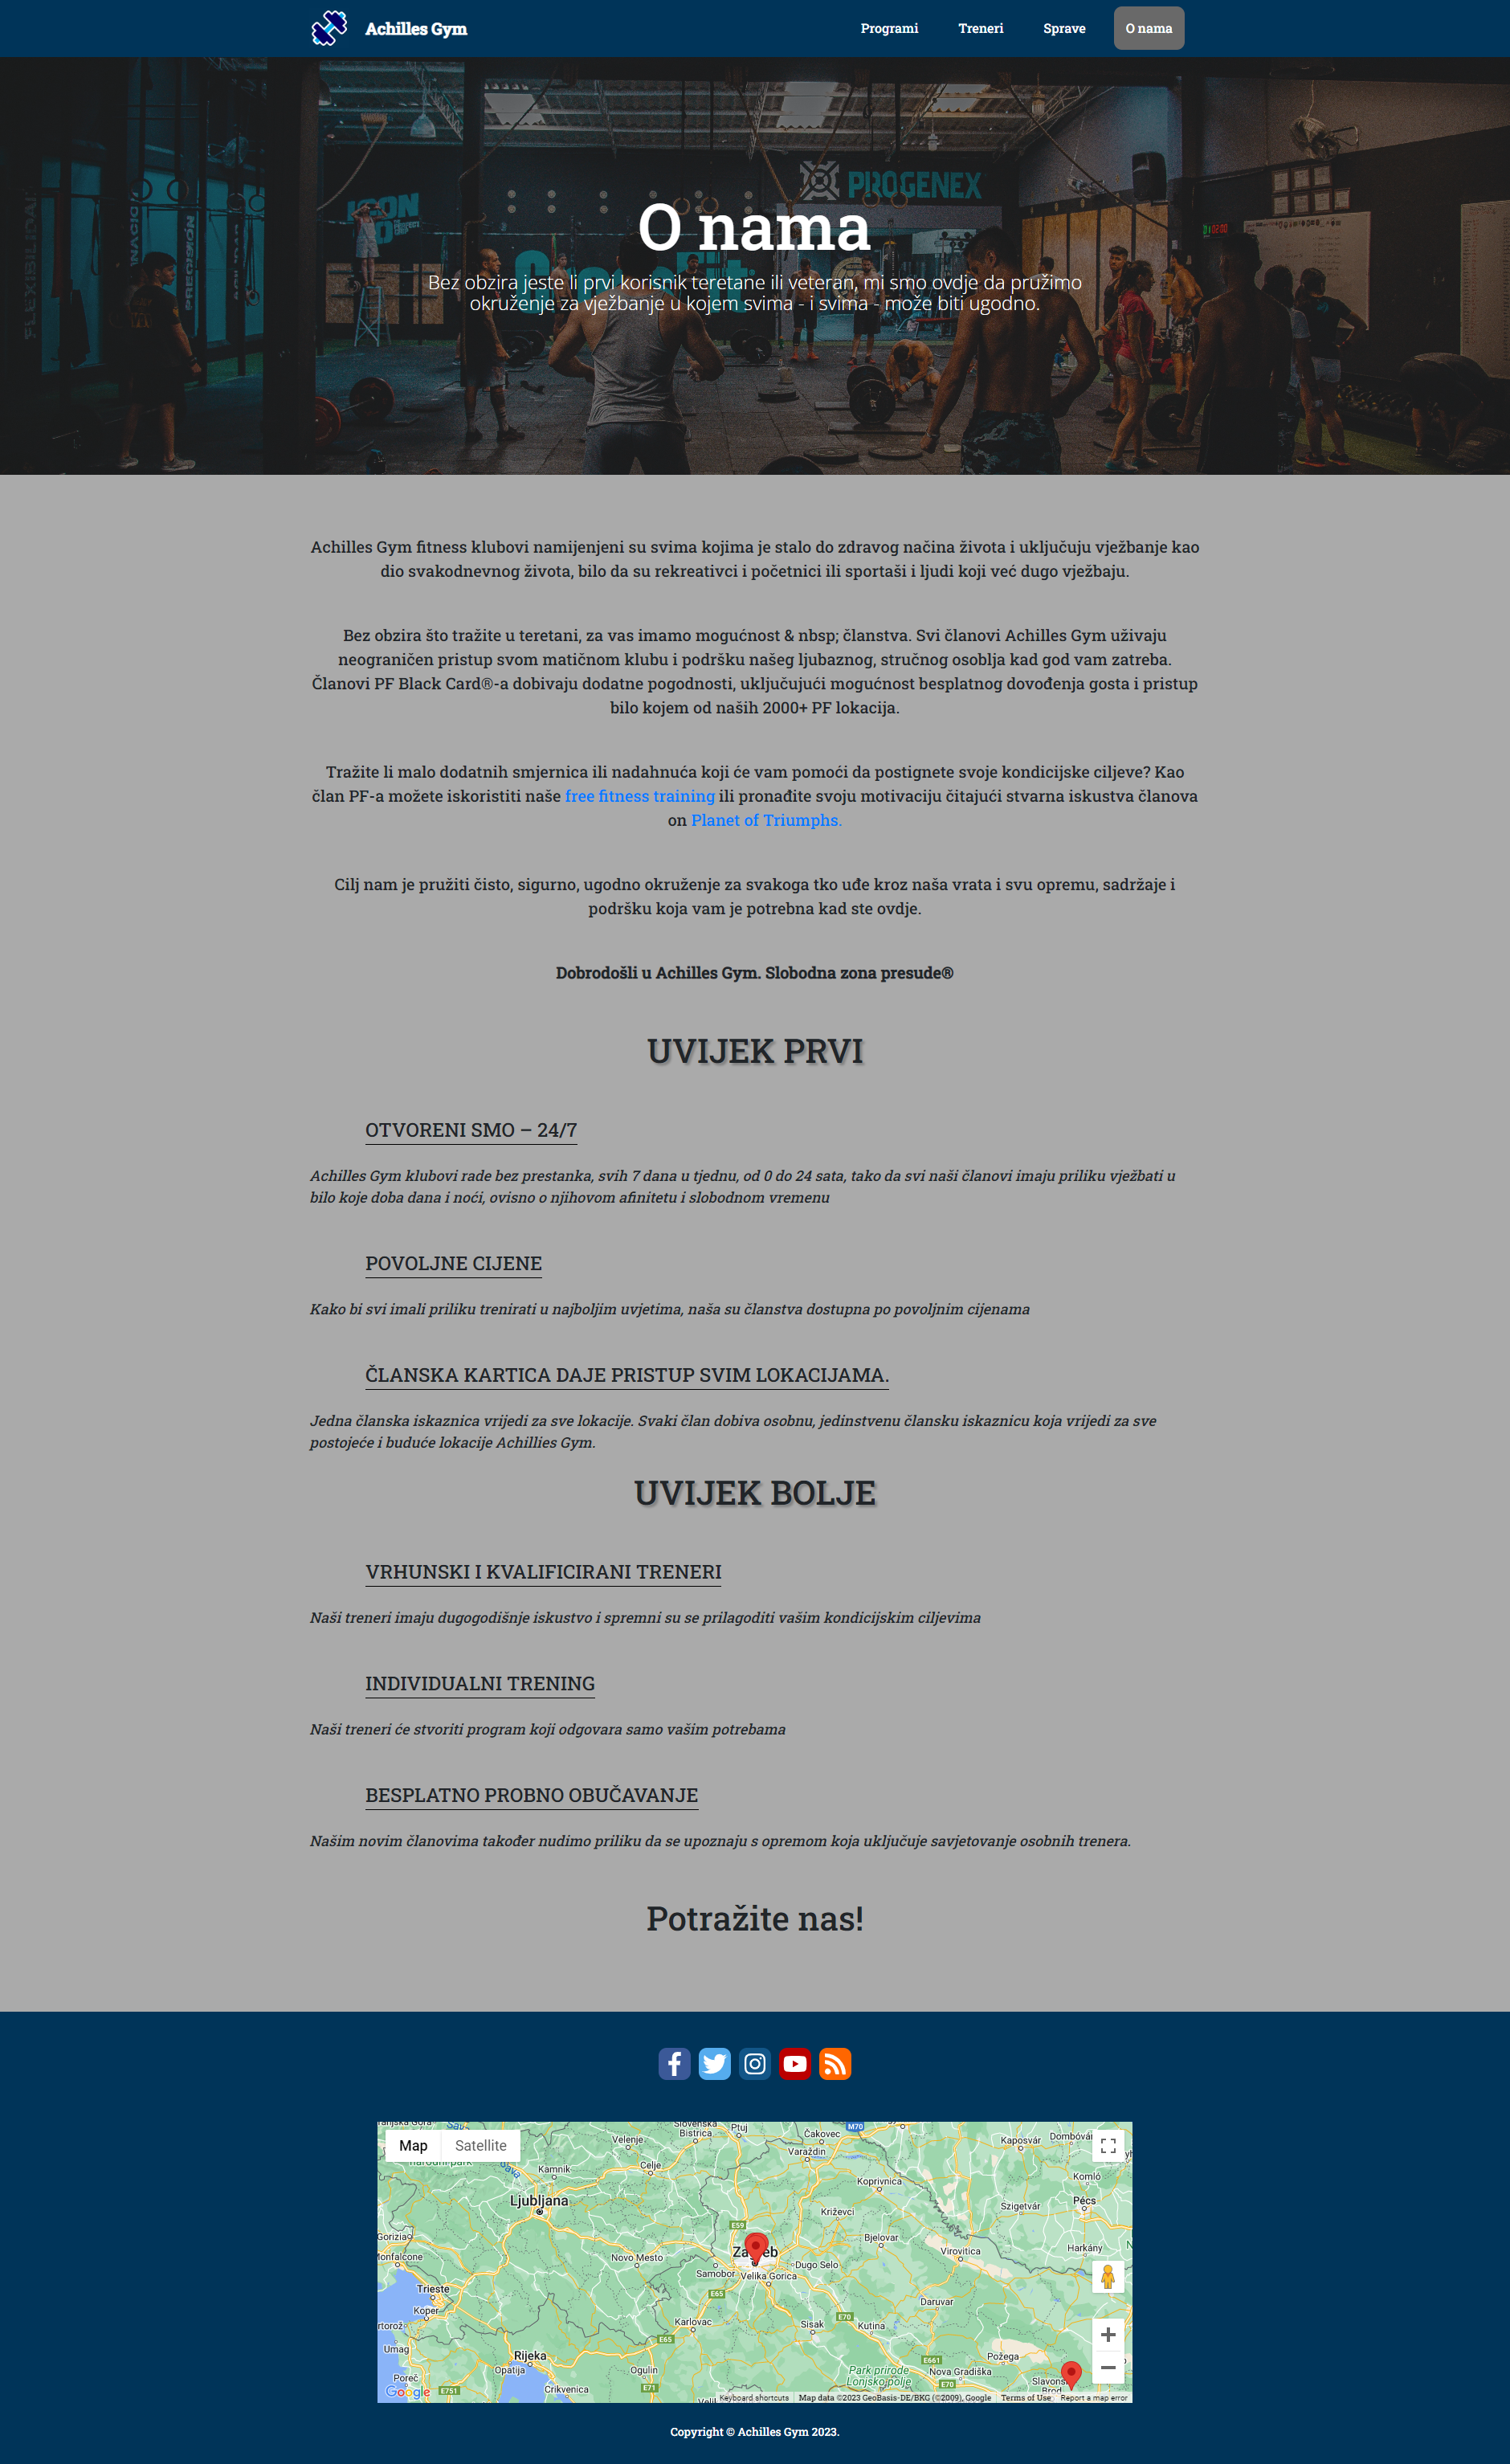 Achilles Gym
Programi
Treneri
Sprave
O nama
PROGENEX
O nama
Bez obzira jeste li prvi korisnik teretane ili veteran, mi smo ovdje da pružimo
okruženje za vježbanje u kojem svima - i svima - može biti ugodno.
Achilles Gym fitness klubovi namijenjeni su svima kojima je stalo do zdravog načina života i uključuju vježbanje kao
dio svakodnevnog života, bilo da su rekreativci i početnici ili sportaši i ljudi koji već dugo vježbaju.
Bez obzira što tražite u teretani, za vas imamo mogućnost & nbsp; članstva. Svi članovi Achilles Gym uživaju
neograničen pristup svom matičnom klubu i podršku našeg ljubaznog, stručnog osoblja kad god vam zatreba.
Članovi PF Black Card®-a dobivaju dodatne pogodnosti, uključujući mogućnost besplatnog dovođenja gosta i pristup
bilo kojem od naših 2000+ PF lokacija.
Tražite li malo dodatnih smjernica ili nadahnuća koji će vam pomoći da postignete svoje kondicijske ciljeve? Kao
član PF-a možete iskoristiti naše free fitness training ili pronađite svoju motivaciju čitajući stvarna iskustva članova
on Planet of Triumphs.
Cilj nam je pružiti čisto, sigurno, ugodno okruženje za svakoga tko uđe kroz naša vrata i svu opremu, sadržaje i
podršku koja vam je potrebna kad ste ovdje.
Dobrodošli u Achilles Gym. Slobodna zona presude®
UVIJEK PRVI
OTVORENI SMO – 24/7
Achilles Gym klubovi rade bez prestanka, svih 7 dana u tjednu, od 0 do 24 sata, tako da svi naši članovi imaju priliku vježbati u
bilo koje doba dana i noći, ovisno o njihovom afinitetu i slobodnom vremenu
POVOLJNE CIJENE
Kako bi svi imali priliku trenirati u najboljim uvjetima, naša su članstva dostupna po povoljnim cijenama
ČLANSKA KARTICA DAJE PRISTUP SVIM LOKACIJAMA.
Jedna članska iskaznica vrijedi za sve lokacije. Svaki član dobiva osobnu, jedinstvenu člansku iskaznicu koja vrijedi za sve
postojeće i buduće lokacije Achillies Gym.
UVIJEK BOLJE
VRHUNSKI I KVALIFICIRANI TRENERI
Naši treneri imaju dugogodišnje iskustvo i spremni su se prilagoditi vašim kondicijskim ciljevima
INDIVIDUALNI TRENING
Naši treneri će stvoriti program koji odgovara samo vašim potrebama
BESPLATNO PROBNO OBUČAVANJE
Našim novim članovima također nudimo priliku da se upoznaju s opremom koja uključuje savjetovanje osobnih trenera.
Potražite nas!
Map
Satellite
Slovenska
Bistrica
Ptuj
M70
Čakovec
Varaždin
Kaposvár
Velenje
Celje
Kamnik
Ljubljana
Koprivnica
Komló
Szigetvár
Pécs
Križevci
E59
Gorizia
Bjelovar
Harkány
Novo Mesto
Virovitica
Dugo Selo
Samobor
Velika Gorica
Trieste
Koper
E65
Daruvar
E70
Karlovac
Sisak
Kutina
Umag
E65
Rijeka
Opatija
Ogulin
E661
Požega
Park prirode
Lonjsko polje
Nova Gradiška
Poreč
E751
Crikvenica
E71
E70
Google
Keyboard shortcuts
Map data ©2023 GeoBasis-DE/BKG (©2009), Google
Terms of Use
Report a map error
Copyright © Achilles Gym 2023.